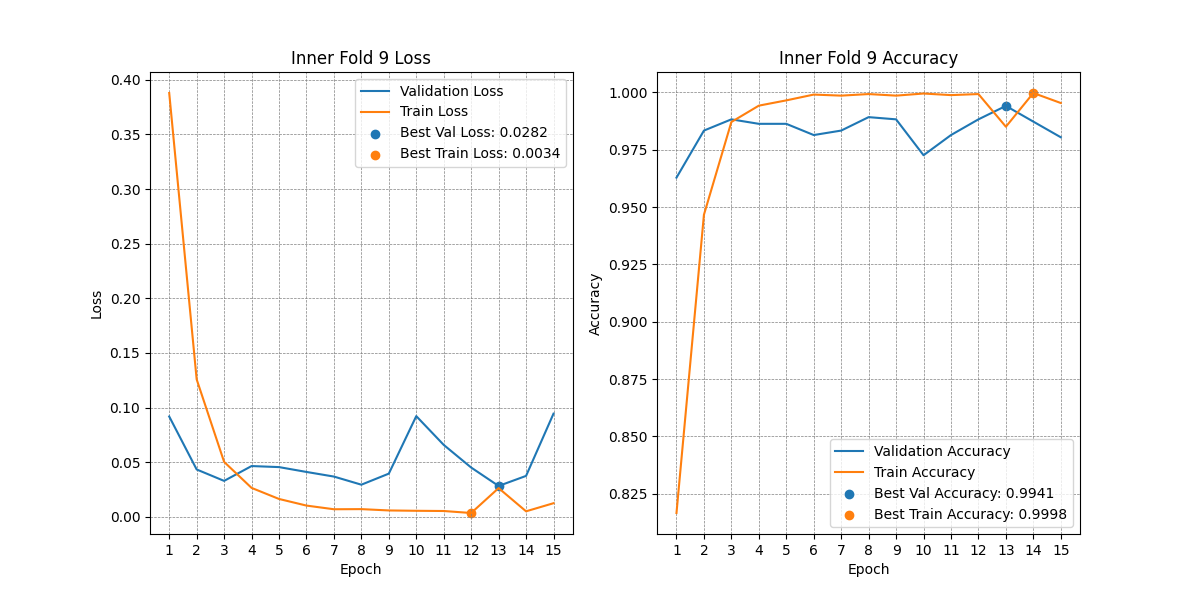 Inner Fold 9 Loss
0.40
0.35
0.30
0.25
0.20
0.15
0.10
0.05
0.00
Loss
Validation Loss
Train Loss
Best Val Loss: 0.0282
Best Train Loss: 0.0034
1 2 3 4 5 6 7 8 9 10 11 12 13 14 15
Epoch
Inner Fold 9 Accuracy
1.000
0.975
0.950
0.925
0.900
0.875
0.850
0.825
Accuracy
Validation Accuracy
Train Accuracy
Best Val Accuracy: 0.9941
Best Train Accuracy: 0.9998
1 2 3 4 5 6 7 8 9 10 11 12 13 14 15
Epoch